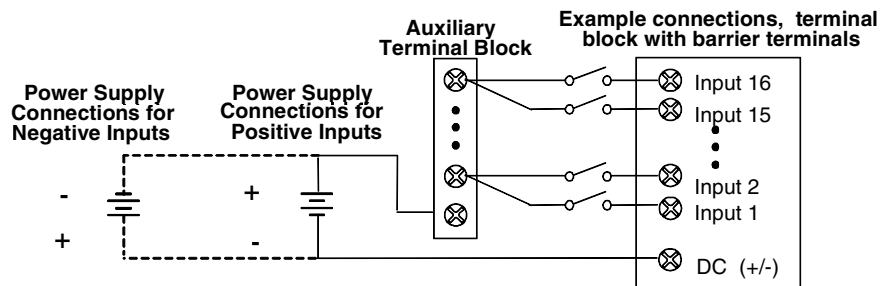 Auxiliary
Terminal Block
Example connections, terminal
block with barrier terminals
Power Supply
Connections for
Negative Inputs
Power Supply
Connections for
Positive Inputs
Input 16
Input 15
Input 2
Input 1
DC (+/-)
-
+
+
-